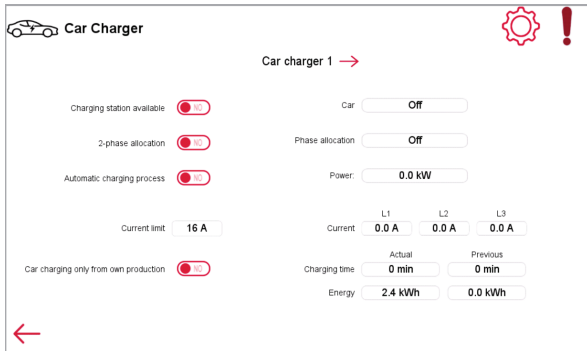 Car Charger
Car charger 1
Charging station available NO
Car Off
2-phase allocation NO
Phase allocation Off
Automatic charging process NO
Power: 0.0 kW
L1 L2 L3
Current limit 16 A
Current 0.0 A 0.0 A 0.0 A
Actual Previous
Car charging only from own production NO
Charging time 0 min 0 min
Energy 2.4 kWh 0.0 kWh